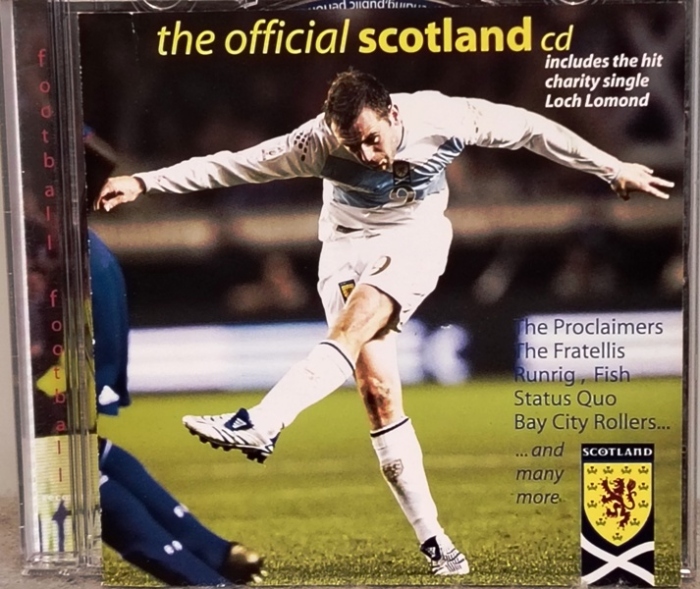 the official scotland cd
includes the hit
charity single
Loch Lomond
football football
The Proclaimers
The Fratellis
Runrig , Fish
Status Quo
Bay City Rollers...
...and
many
more
SCOTLAND